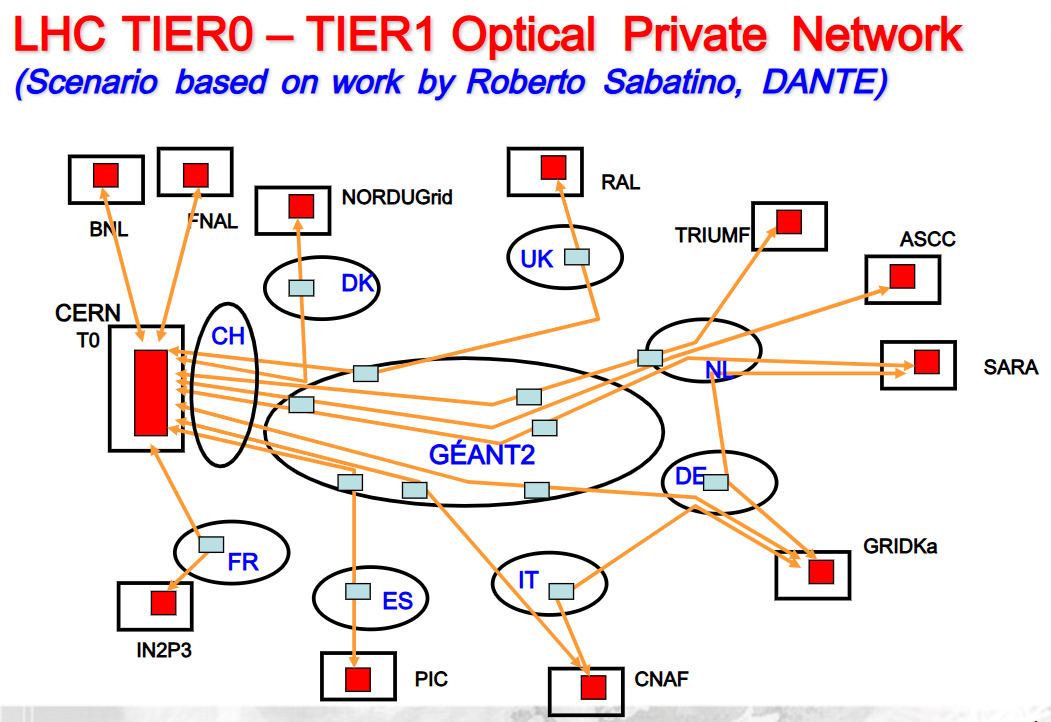 LHC TIER0 – TIER1 Optical Private Network
(Scenario based on work by Roberto Sabatino, DANTE)
BNL
FNAL
NORDUGrid
RAL
TRIUMF
ASCC
UK
DK
CERN
T0
CH
NL
SARA
GÉANT2
DE
GRIDKa
FR
IT
ES
IN2P3
PIC
CNAF